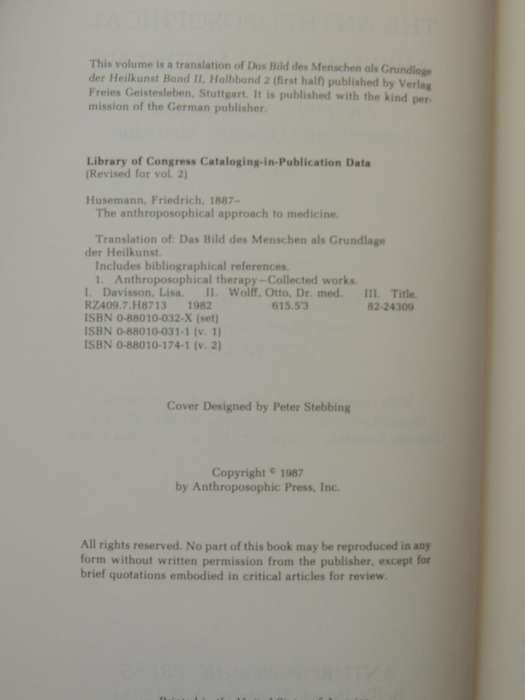 This volume is a translation of Das Bild des Menschen als Grundlage
der Heilkunst Band II, Halbband 2 (first half) published by Verlag
Freies Geistesleben, Stuttgart. It is published with the kind per-
mission of the German publisher.
Library of Congress Cataloging-in-Publication Data
(Revised for vol. 2)
Husemann, Friedrich, 1887–
The anthroposophical approach to medicine.
Translation of: Das Bild des Menschen als Grundlage
der Heilkunst.
Includes bibliographical references.
1. Anthroposophical therapy—Collected works.
I. Davisson, Lisa. II. Wolff, Otto, Dr. med. III. Title.
RZ409.7.H8713 1982 615.5'3 82-24309
ISBN 0-88010-032-X (set)
ISBN 0-88010-031-1 (v. 1)
ISBN 0-88010-174-1 (v. 2)
Cover Designed by Peter Stebbing
Copyright © 1987
by Anthroposophic Press, Inc.
All rights reserved. No part of this book may be reproduced in any
form without written permission from the publisher, except for
brief quotations embodied in critical articles for review.